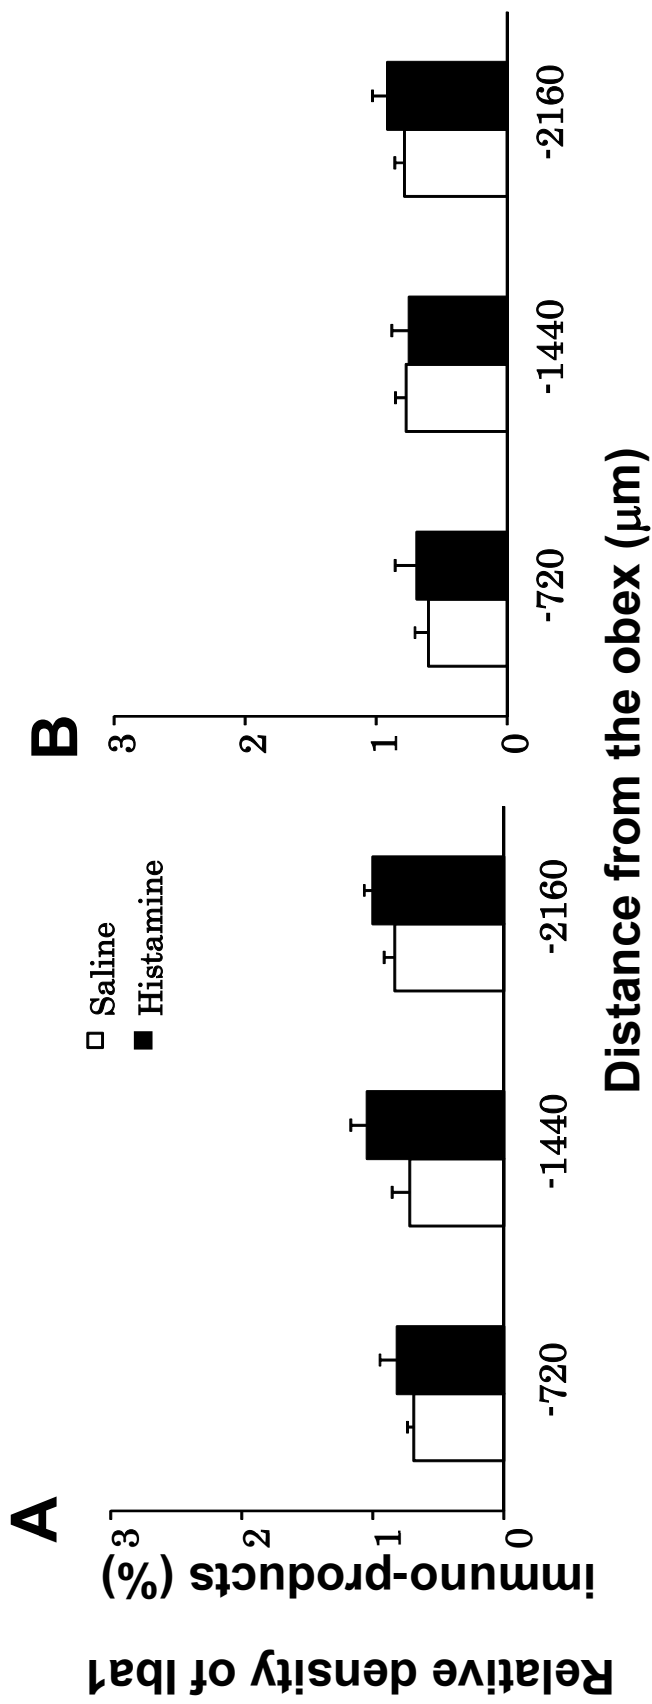 A
B
Relative density of Iba1
immuno-products (%)
3
2
1
0
Saline
Histamine
-720
-1440
-2160
3
2
1
0
-720
-1440
-2160
Distance from the obex (μm)